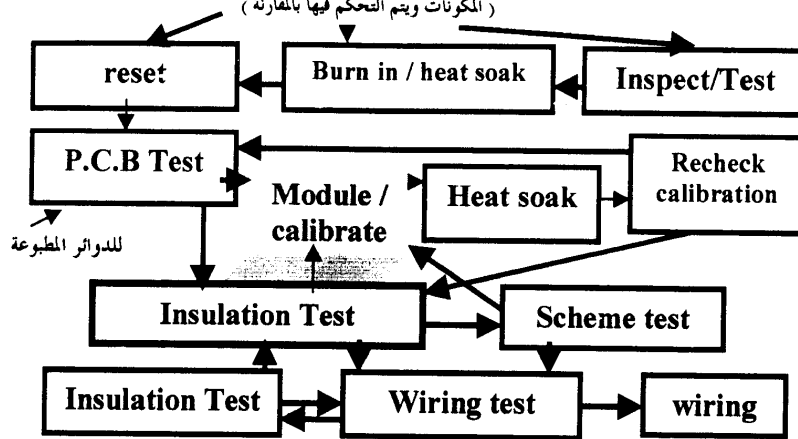 ( المكونات ويتم التحكم فيها بالمقارنة )
reset
Burn in / heat soak
Inspect/Test
P.C.B Test
Module /
calibrate
Heat soak
Recheck
calibration
للدوائر المطبوعة
Insulation Test
Scheme test
Insulation Test
Wiring test
wiring